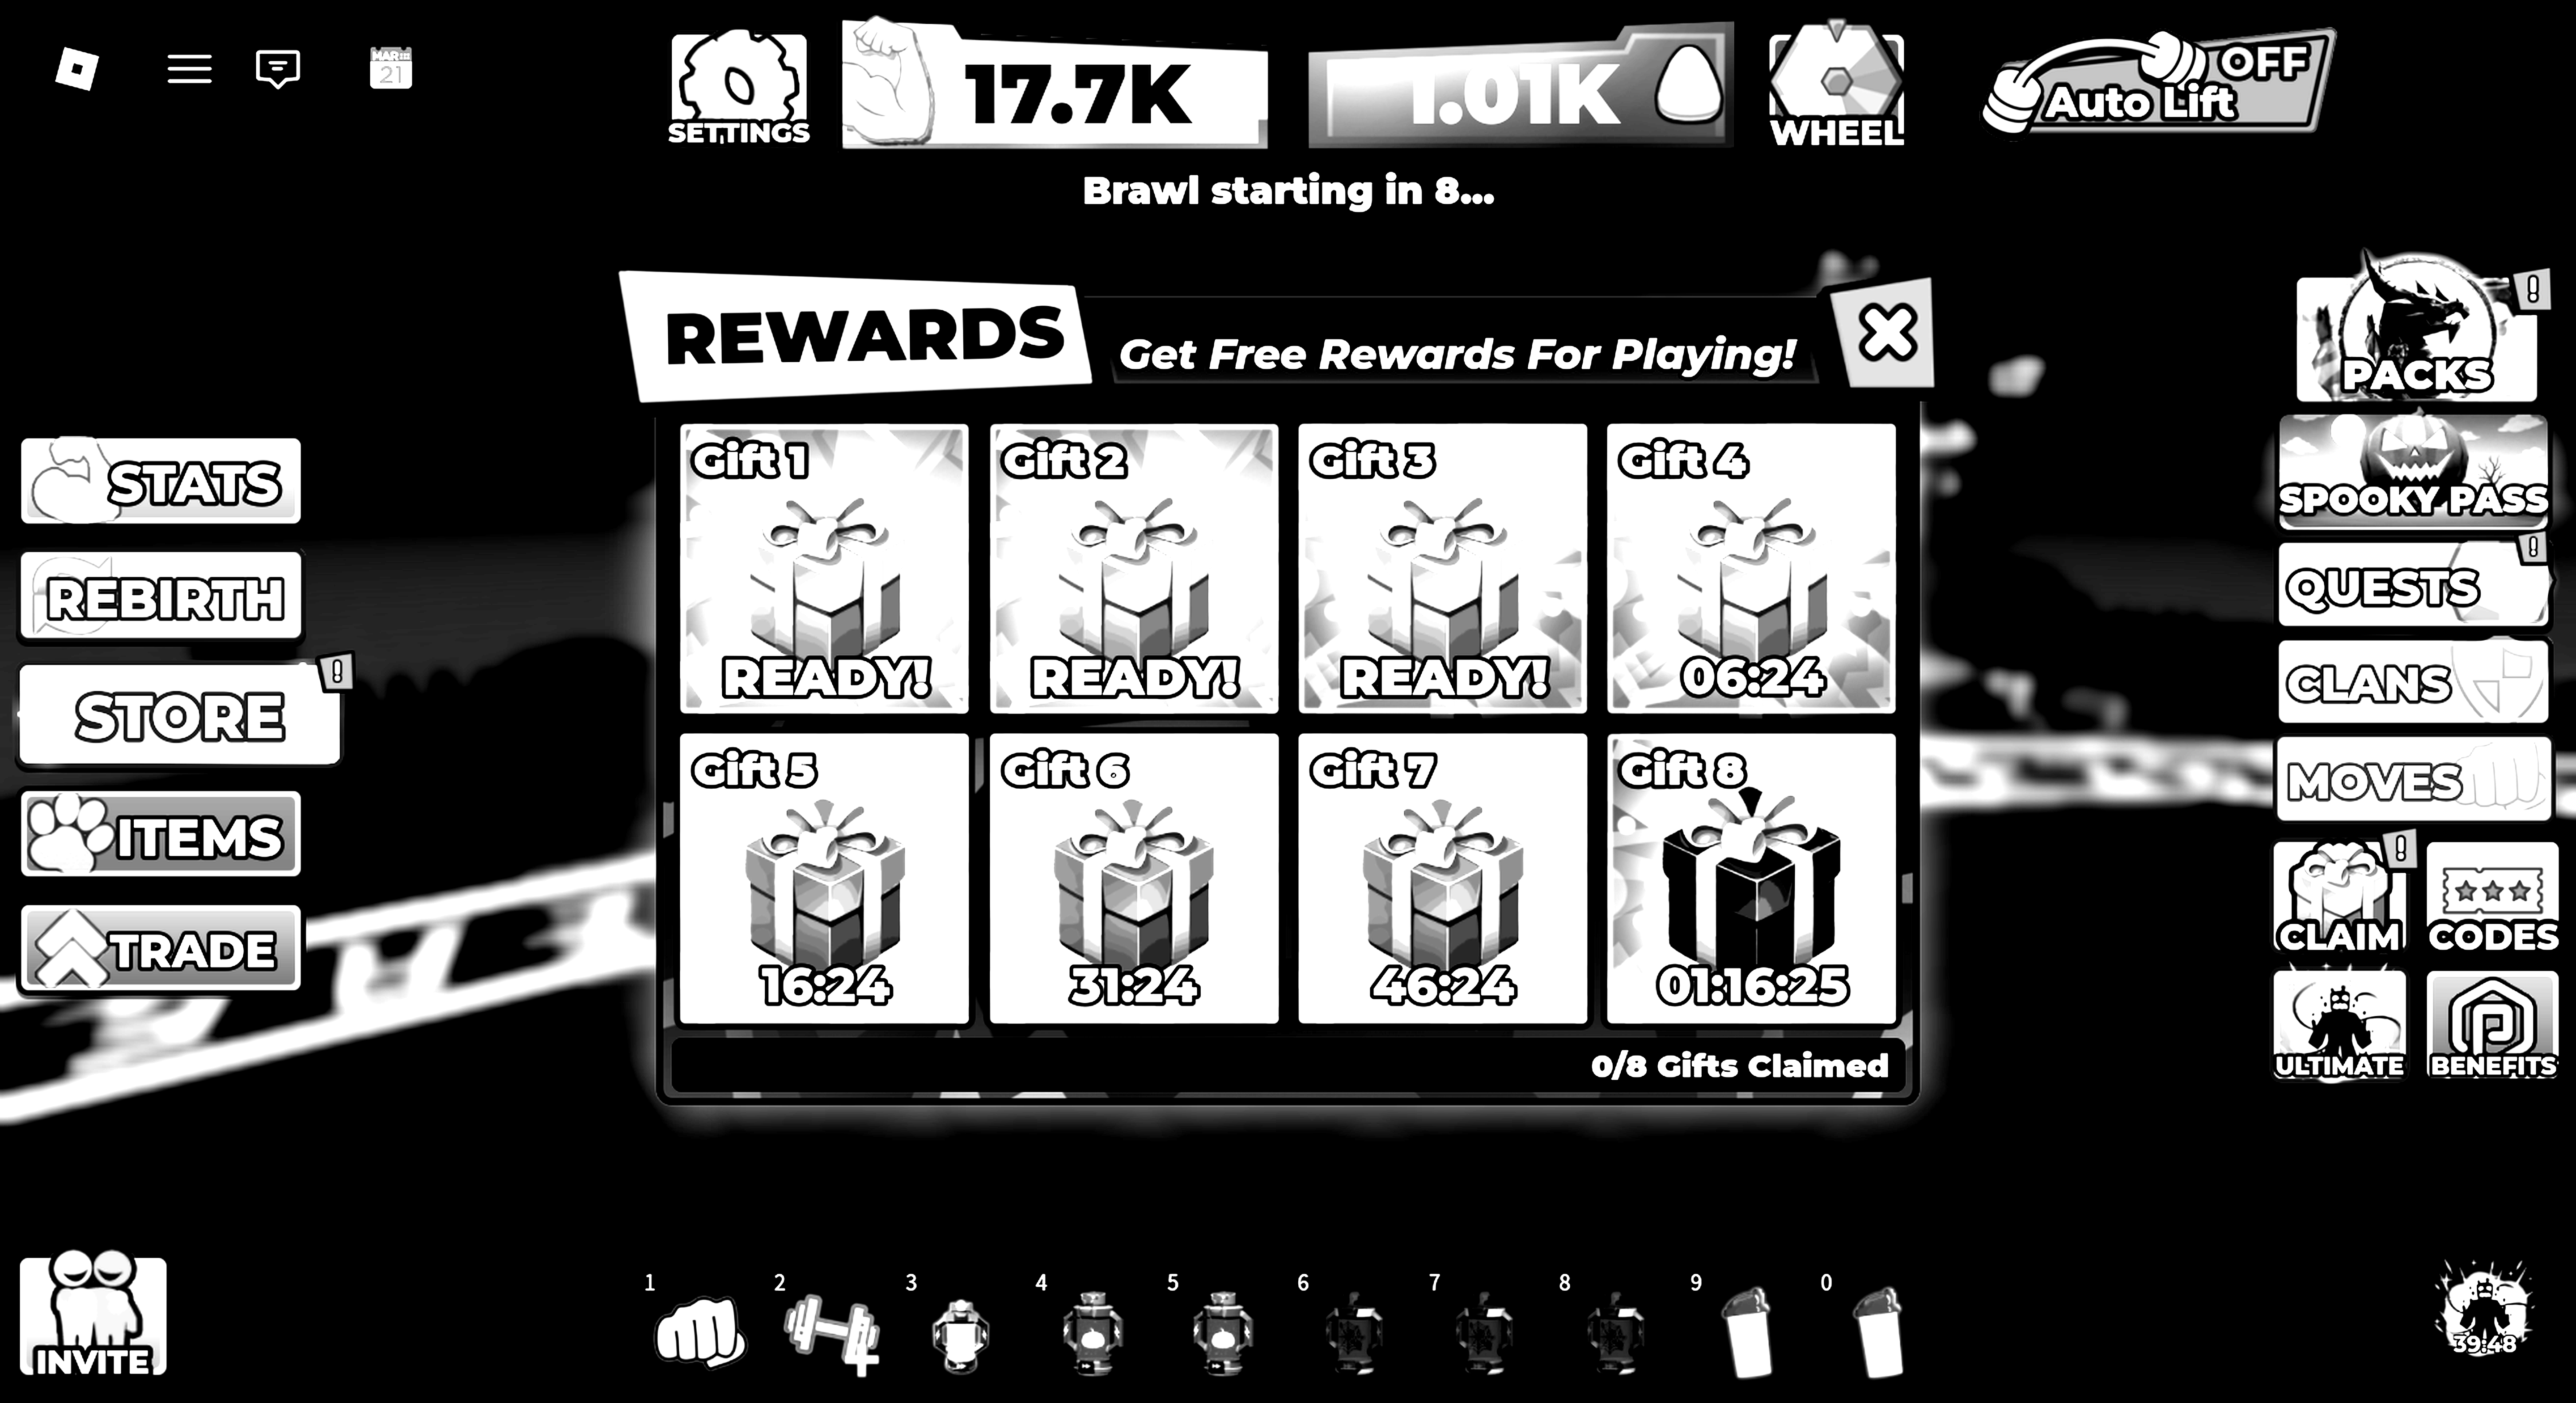 MAR
21
SETTINGS
17.7K
1.01K
WHEEL
OFF
Auto Lift
Brawl starting in 8...
REWARDS
Get Free Rewards For Playing!
!
PACKS
SPOOKY PASS
!
QUESTS
CLANS
MOVES
!
CLAIM
CODES
ULTIMATE
BENEFITS
STATS
REBIRTH
!
STORE
ITEMS
TRADE
Gift 1
READY!
Gift 2
READY!
Gift 3
READY!
Gift 4
06:24
Gift 5
16:24
Gift 6
31:24
Gift 7
46:24
Gift 8
01:16:25
0/8 Gifts Claimed
INVITE
1 2 3 4 5 6 7 8 9 0
39:48